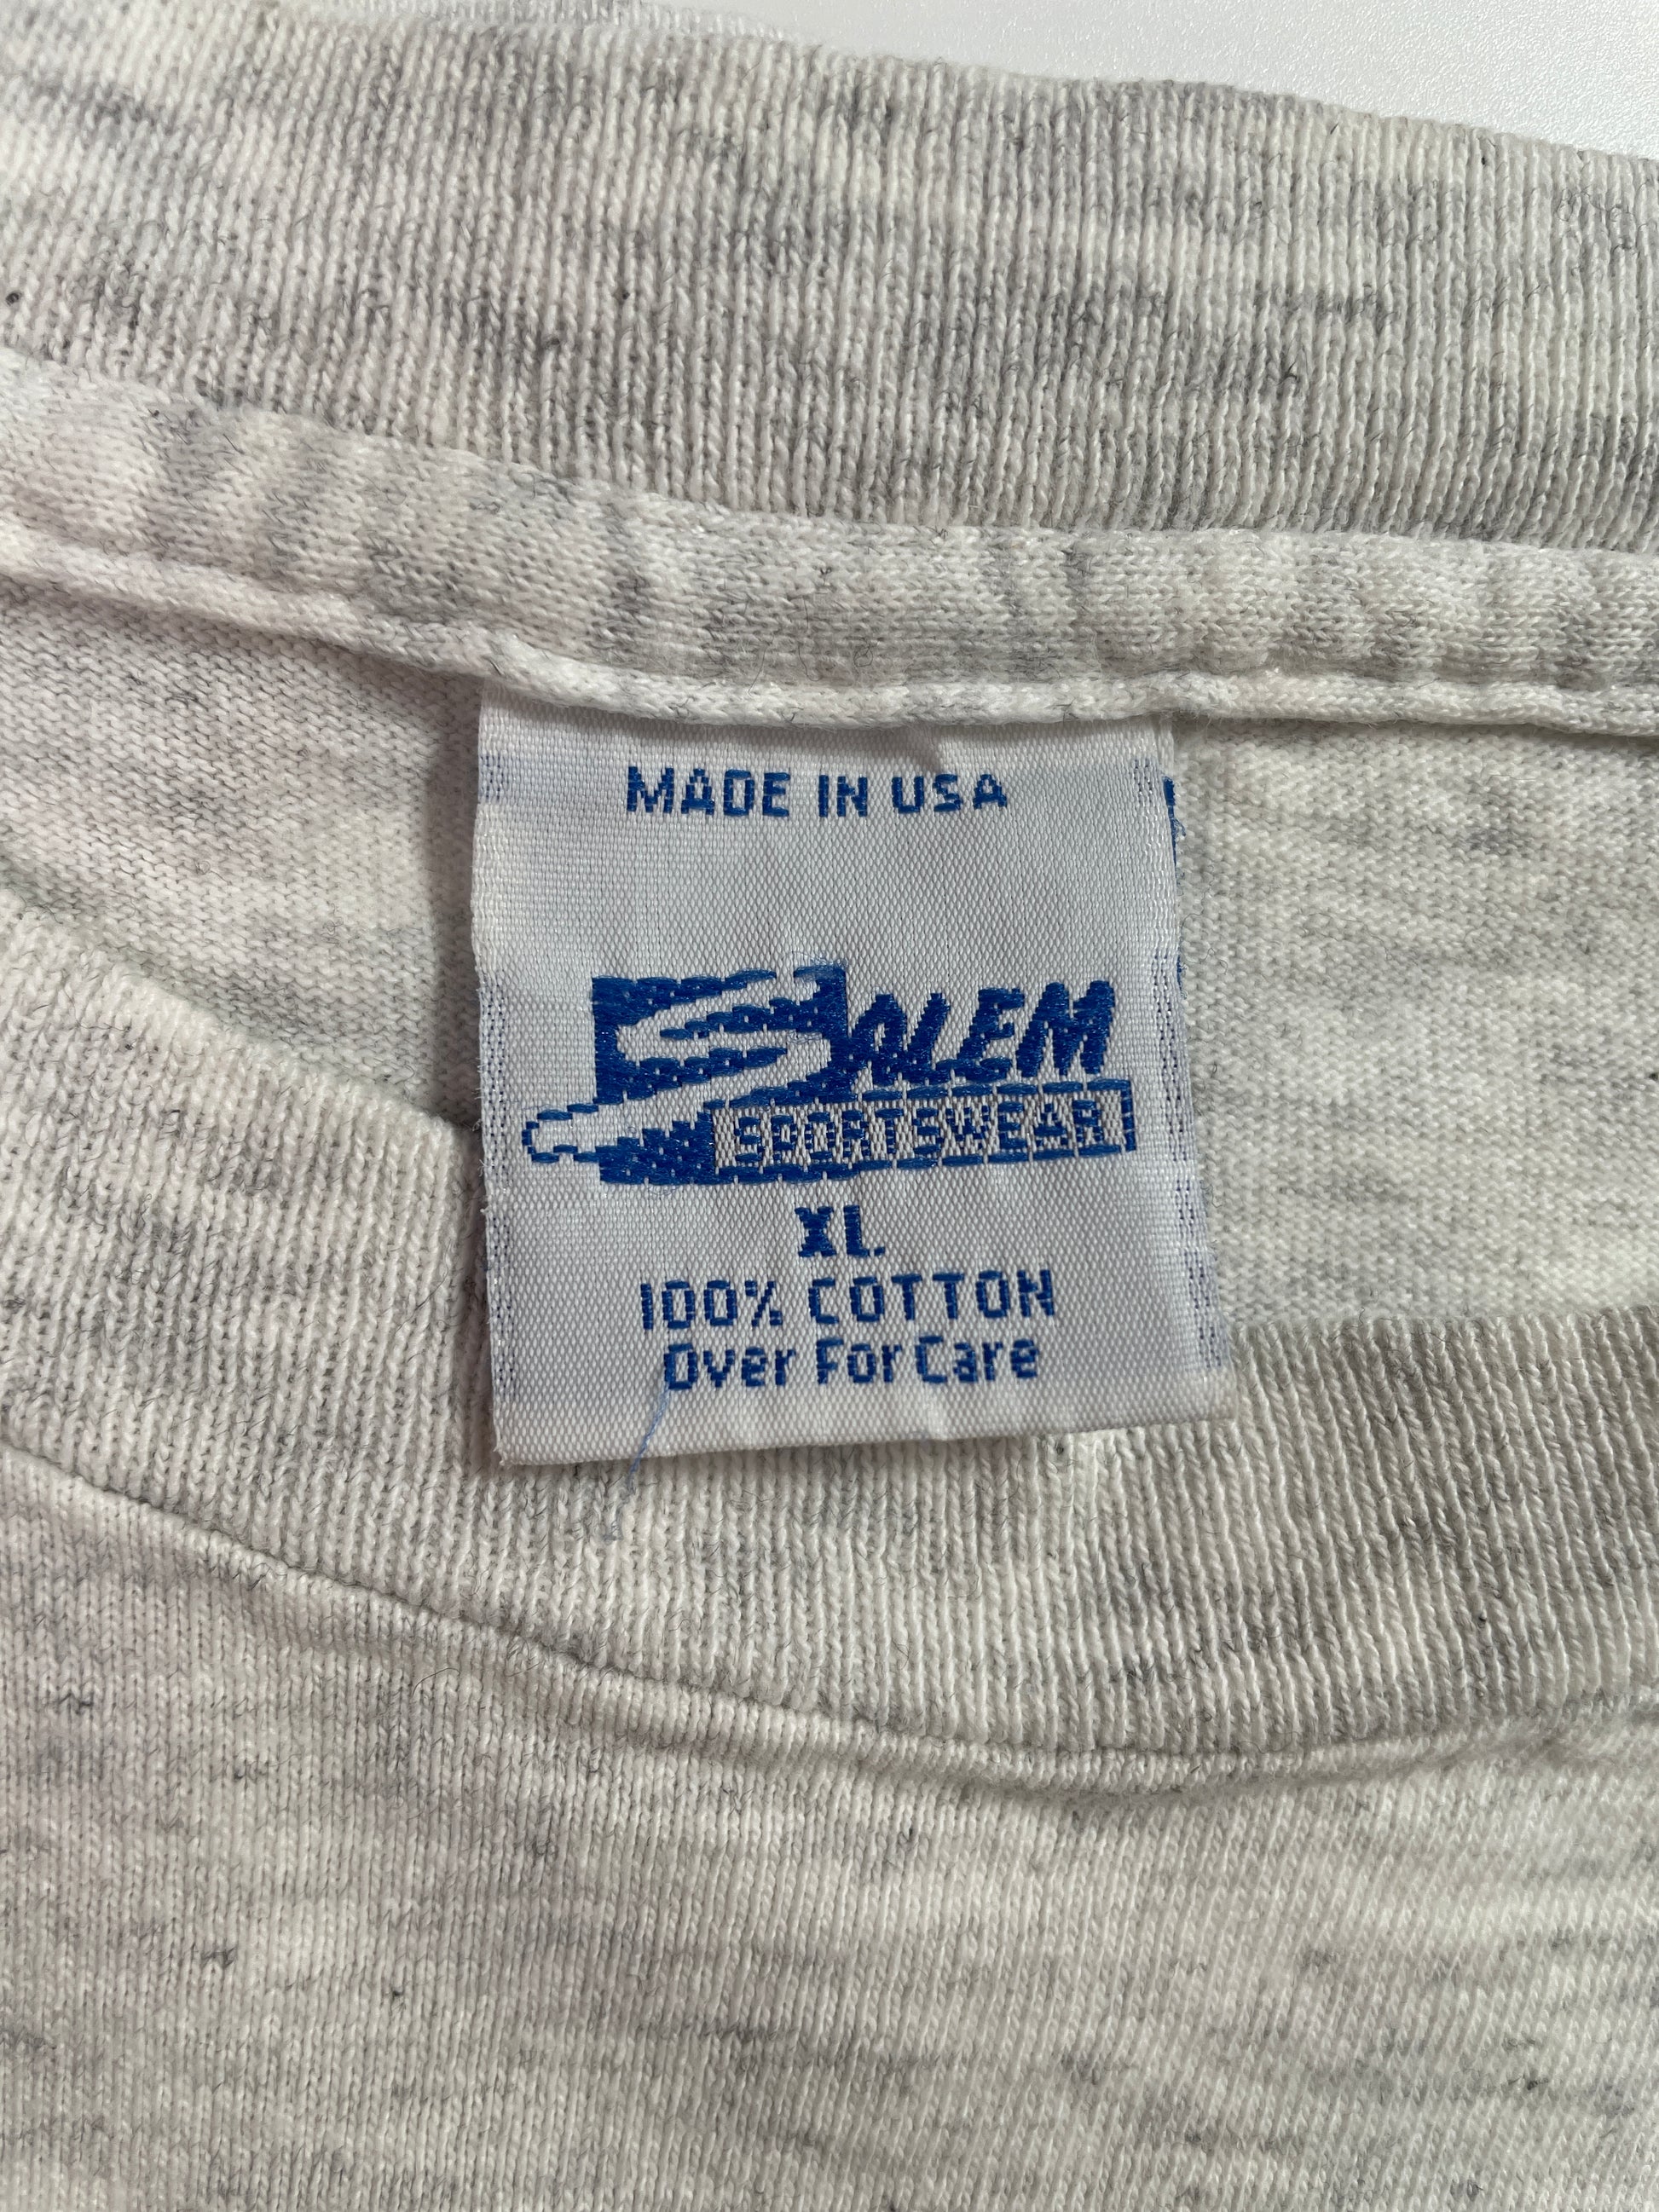 MADE IN USA
SALEM
SPORTSWEAR
XL
100% COTTON
Over For Care